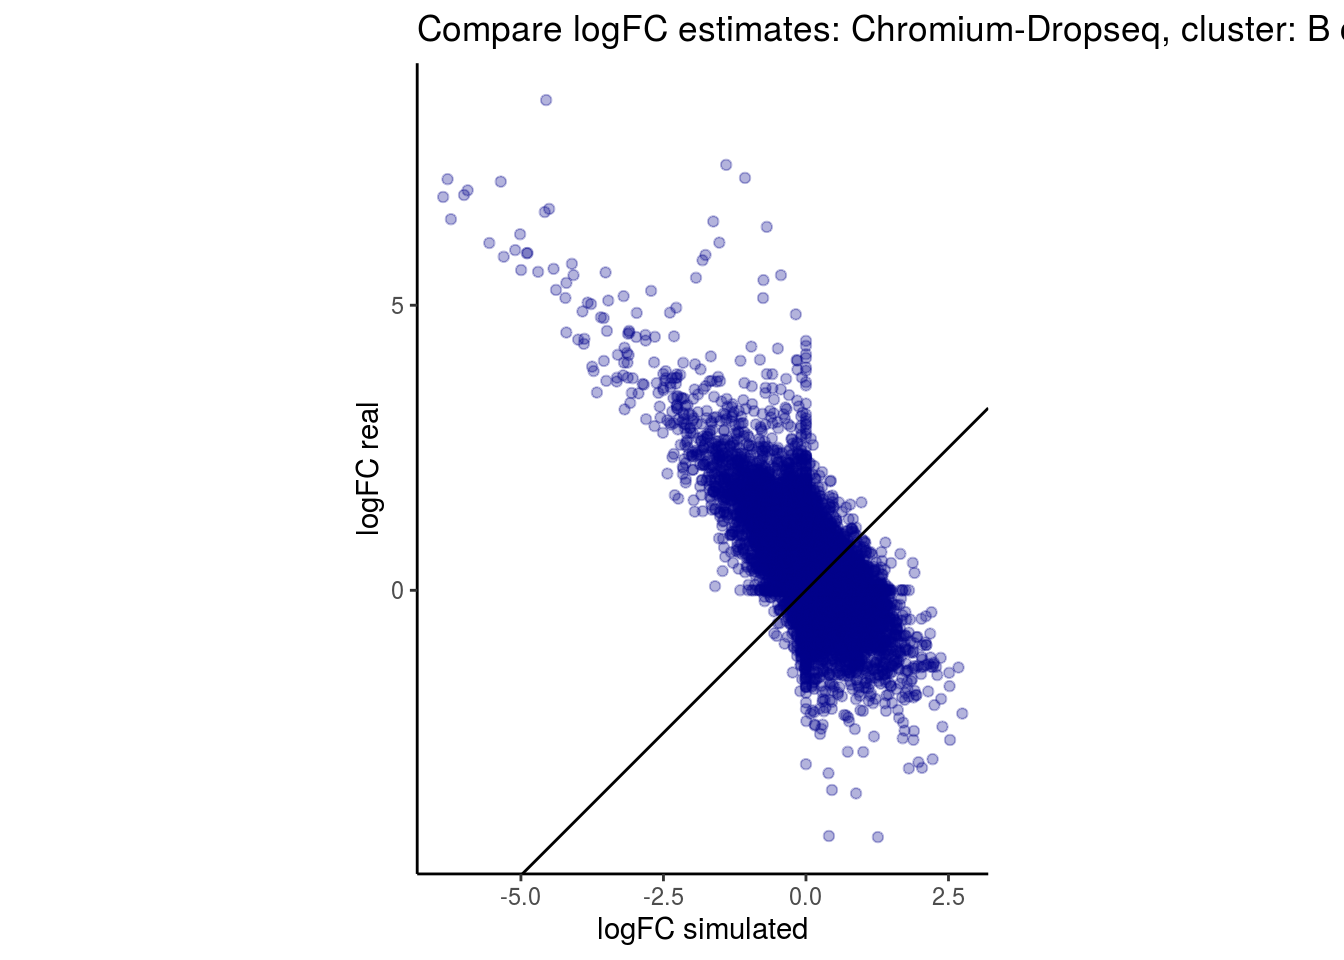 Compare logFC estimates: Chromium-Dropseq, cluster: B
logFC real
5
0
-5.0 -2.5 0.0 2.5
logFC simulated